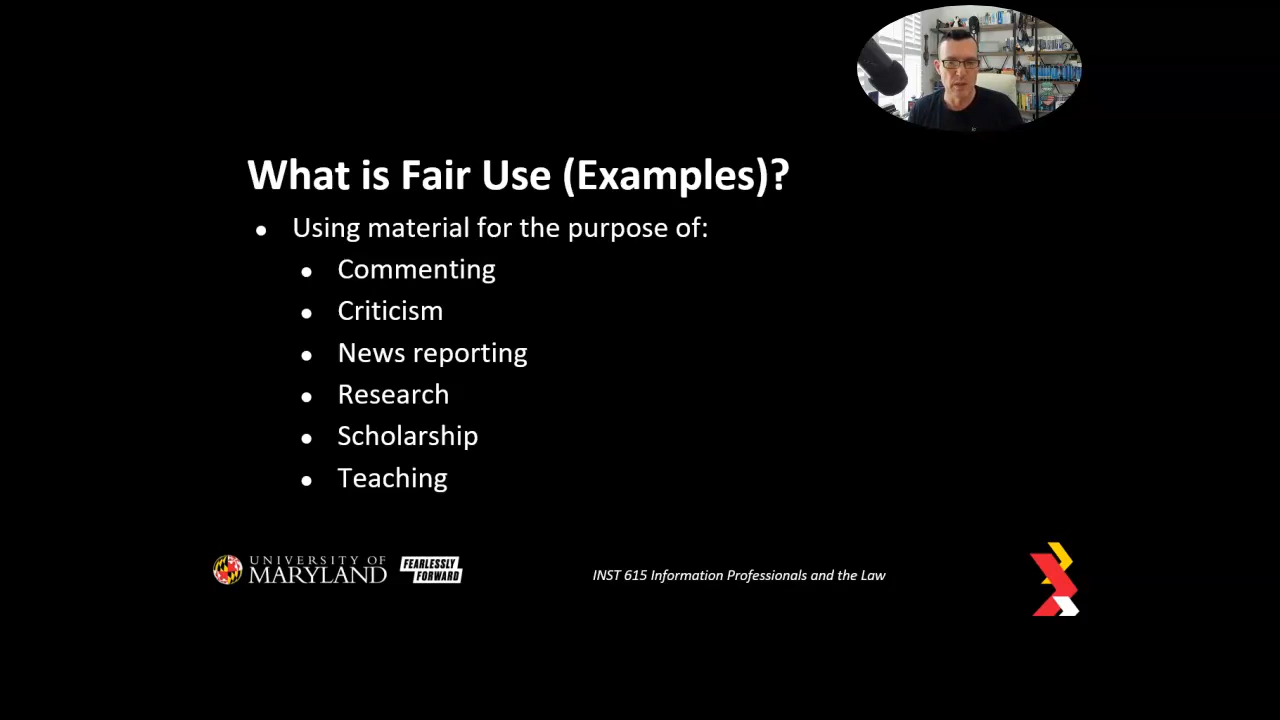 What is Fair Use (Examples)?
● Using material for the purpose of:
● Commenting
● Criticism
● News reporting
● Research
● Scholarship
● Teaching
UNIVERSITY OF
MARYLAND
FEARLESSLY
FORWARD
INST 615 Information Professionals and the Law